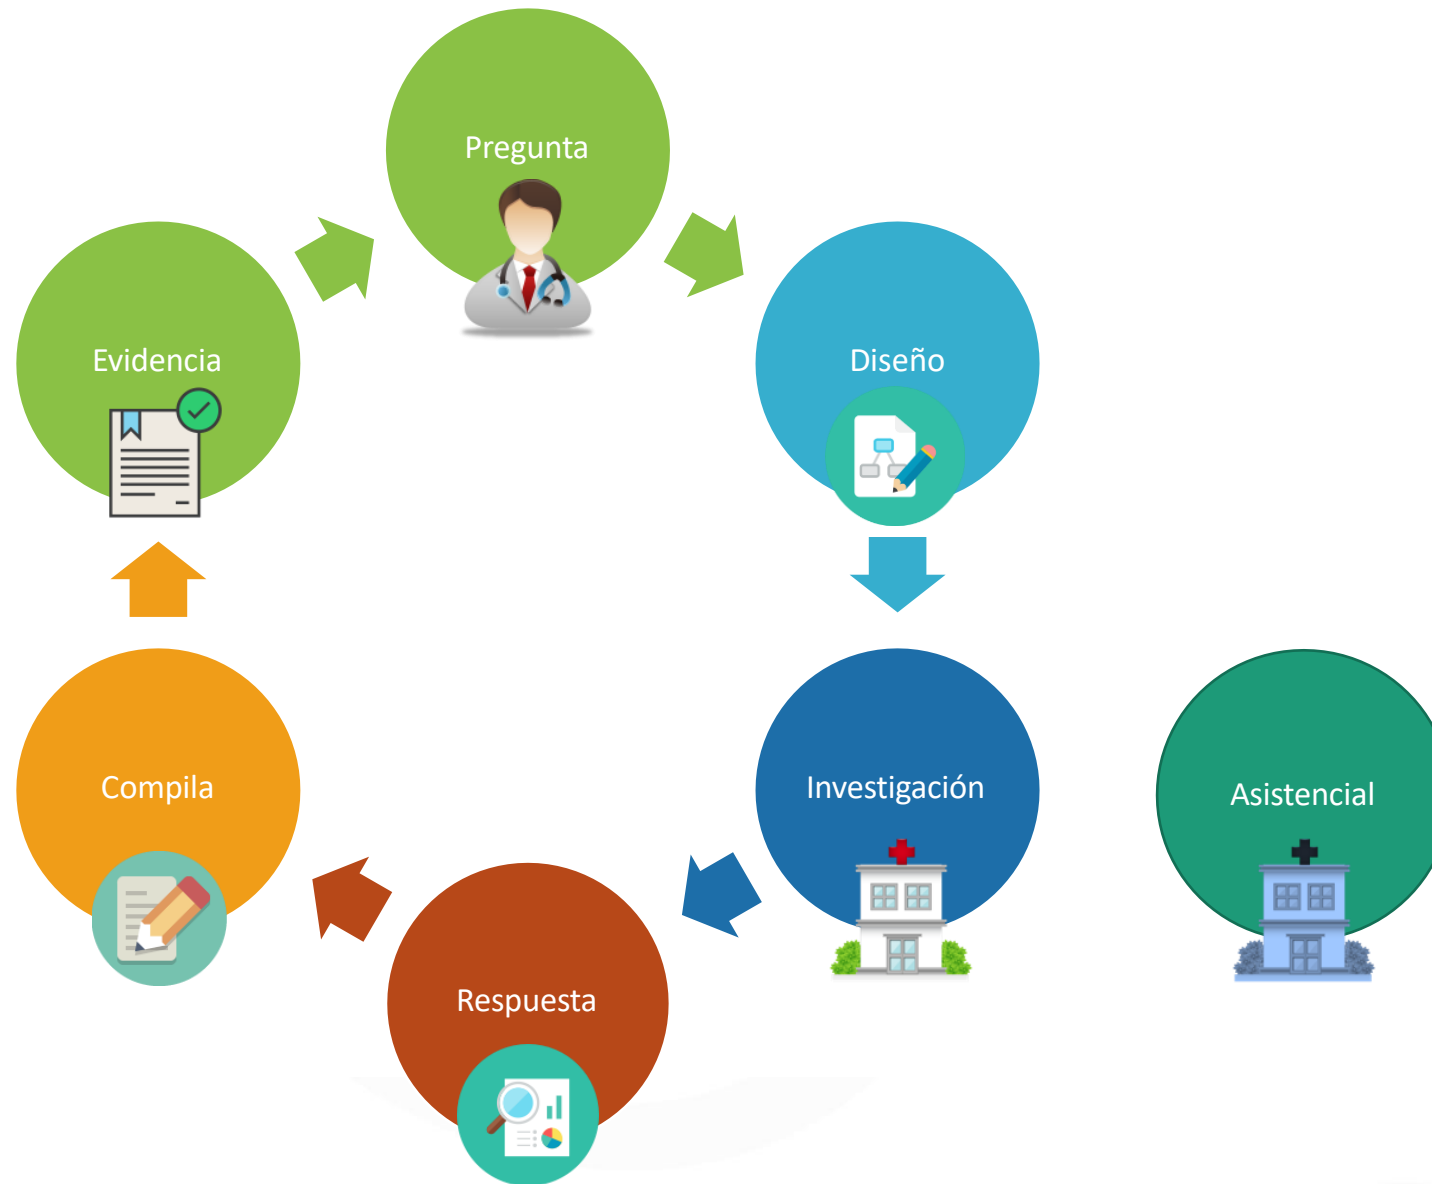 Pregunta
Evidencia
Diseño
Compila
Investigación
Asistencial
Respuesta